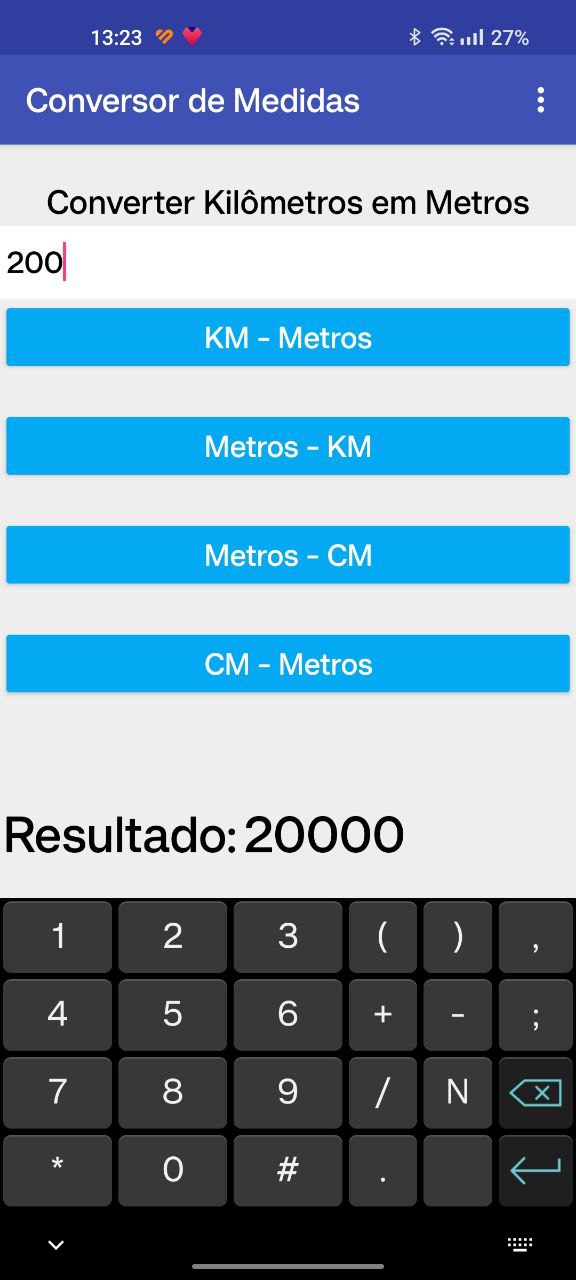 13:23 27%
Conversor de Medidas
Converter Kilômetros em Metros
200
KM - Metros
Metros - KM
Metros - CM
CM - Metros
Resultado: 20000
1 2 3 ( ) ,
4 5 6 + - ;
7 8 9 / N
* 0 # .